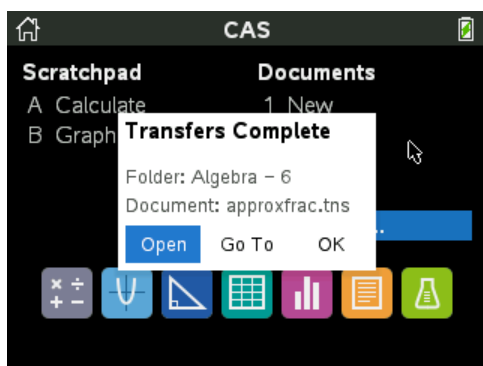 CAS
Scratchpad
Documents
A Calculate
1 New
B Graph
Transfers Complete
Folder: Algebra - 6
Document: approxfrac.tns
..
Open Go To OK